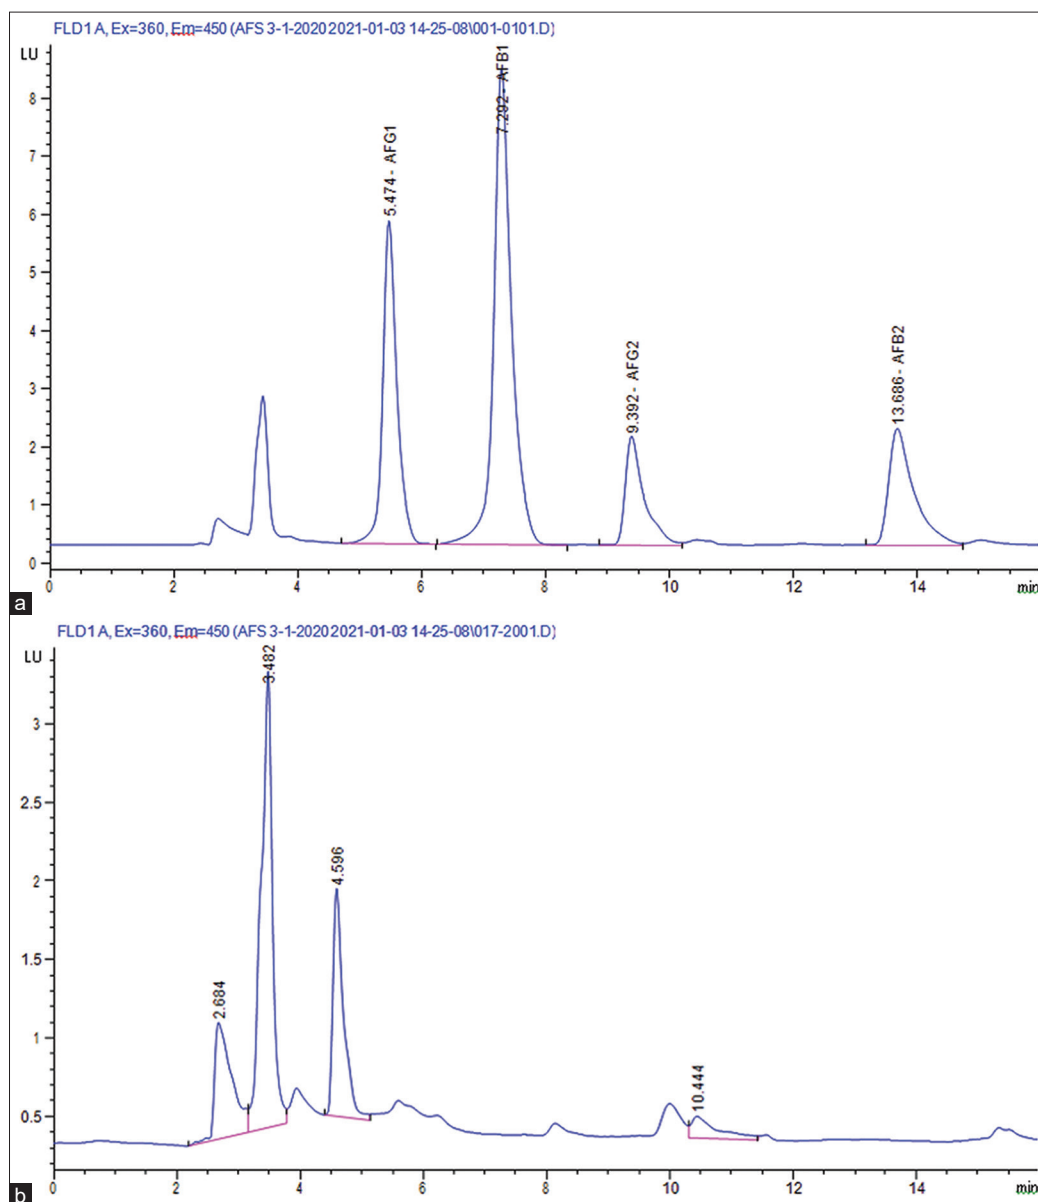 FLD1 A, Ex=360, Em=450 (AFS 3-1-2020 2021-01-03 14-25-08\001-0101.D)
LU
8
7
6
5
4
3
2
1
0
5.474 - AFG1
7.292 - AFB1
9.392 - AFG2
13.686 - AFB2
0 2 4 6 8 10 12 14 min
a
FLD1 A, Ex=360, Em=450 (AFS 3-1-2020 2021-01-03 14-25-08\017-2001.D)
LU
3
2.5
2
1.5
1
0.5
2.684
3.482
4.596
10.444
0 2 4 6 8 10 12 14 min
b